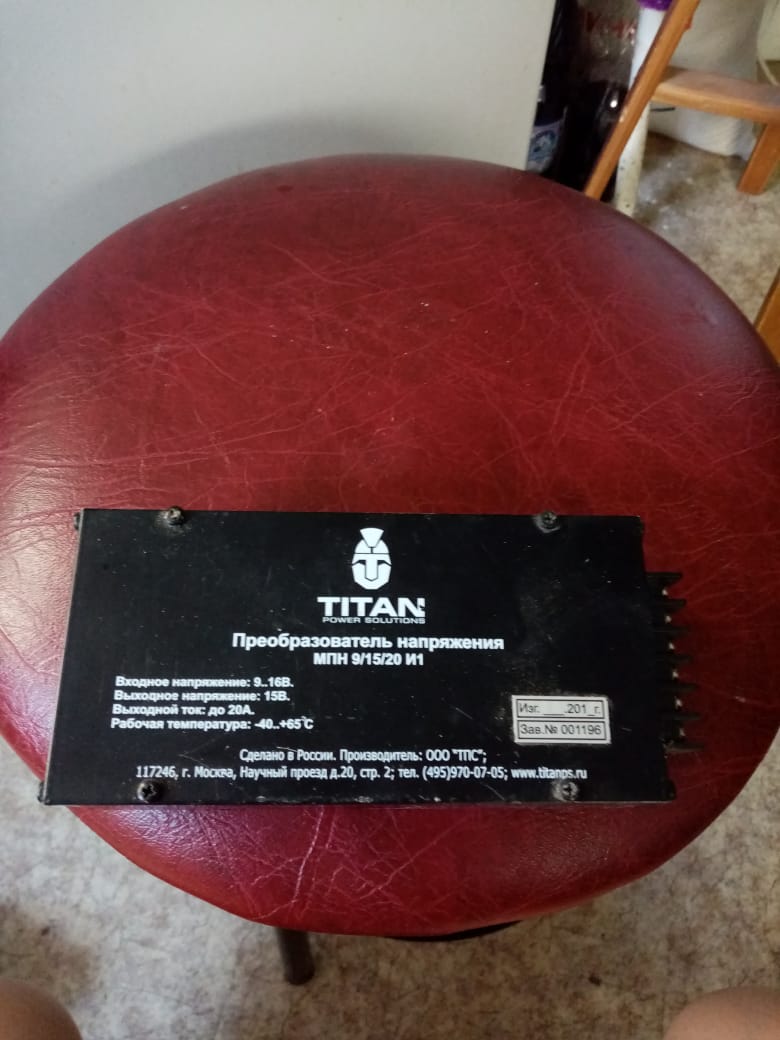 TITAN
POWER SOLUTIONS
Преобразователь напряжения
МПН 9/15/20 И1
Входное напряжение: 9..16В.
Выходное напряжение: 15В.
Выходной ток: до 20А.
Рабочая температура: -40..+65°С
Изг. ____.201_г.
Зав.№ 001196
Сделано в России. Производитель: ООО "ТПС";
117246, г. Москва, Научный проезд д.20, стр. 2; тел. (495)970-07-05; www.titanps.ru